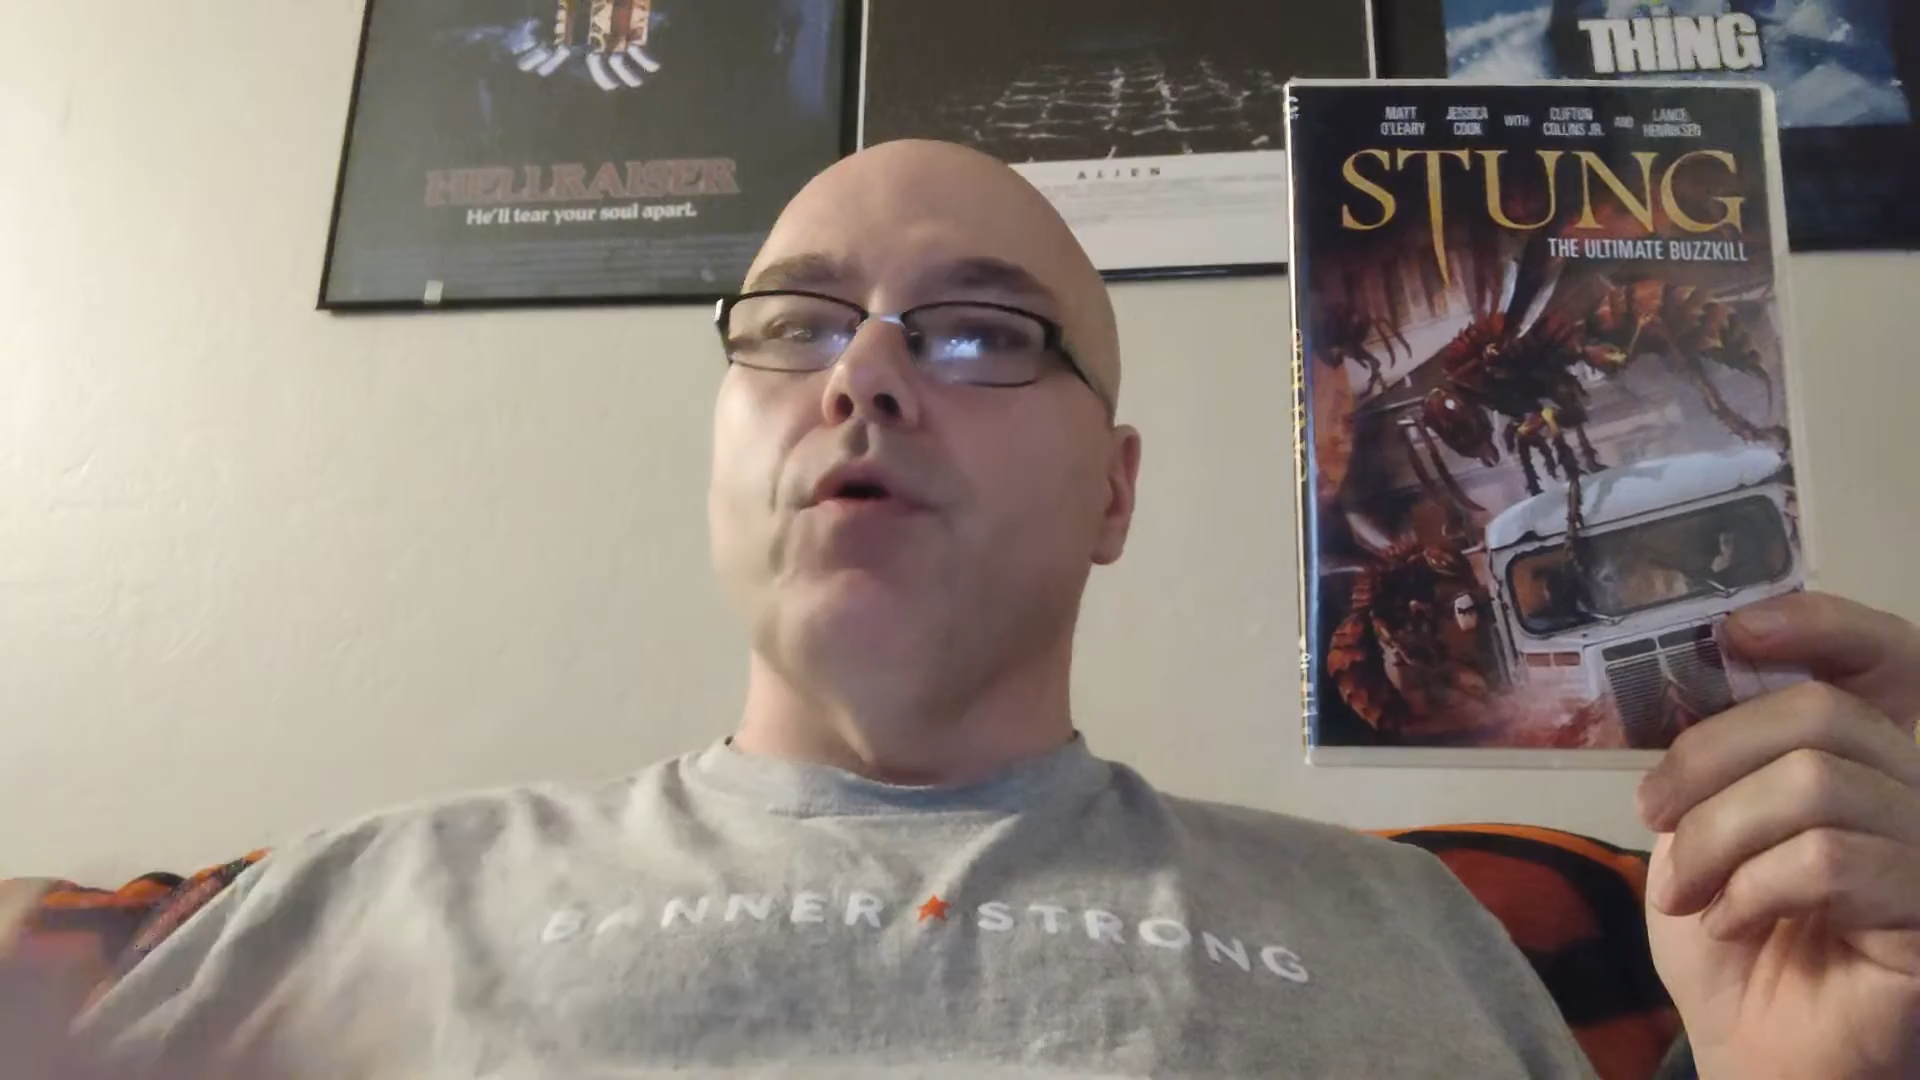 HELLRAISER
He'll tear your soul apart.
ALIEN
THING
MATT O'LEARY JESSICA COOK WITH CLIFTON COLLINS JR. AND LANCE HENRIKSEN
STUNG
THE ULTIMATE BUZZKILL
BANNER STRONG